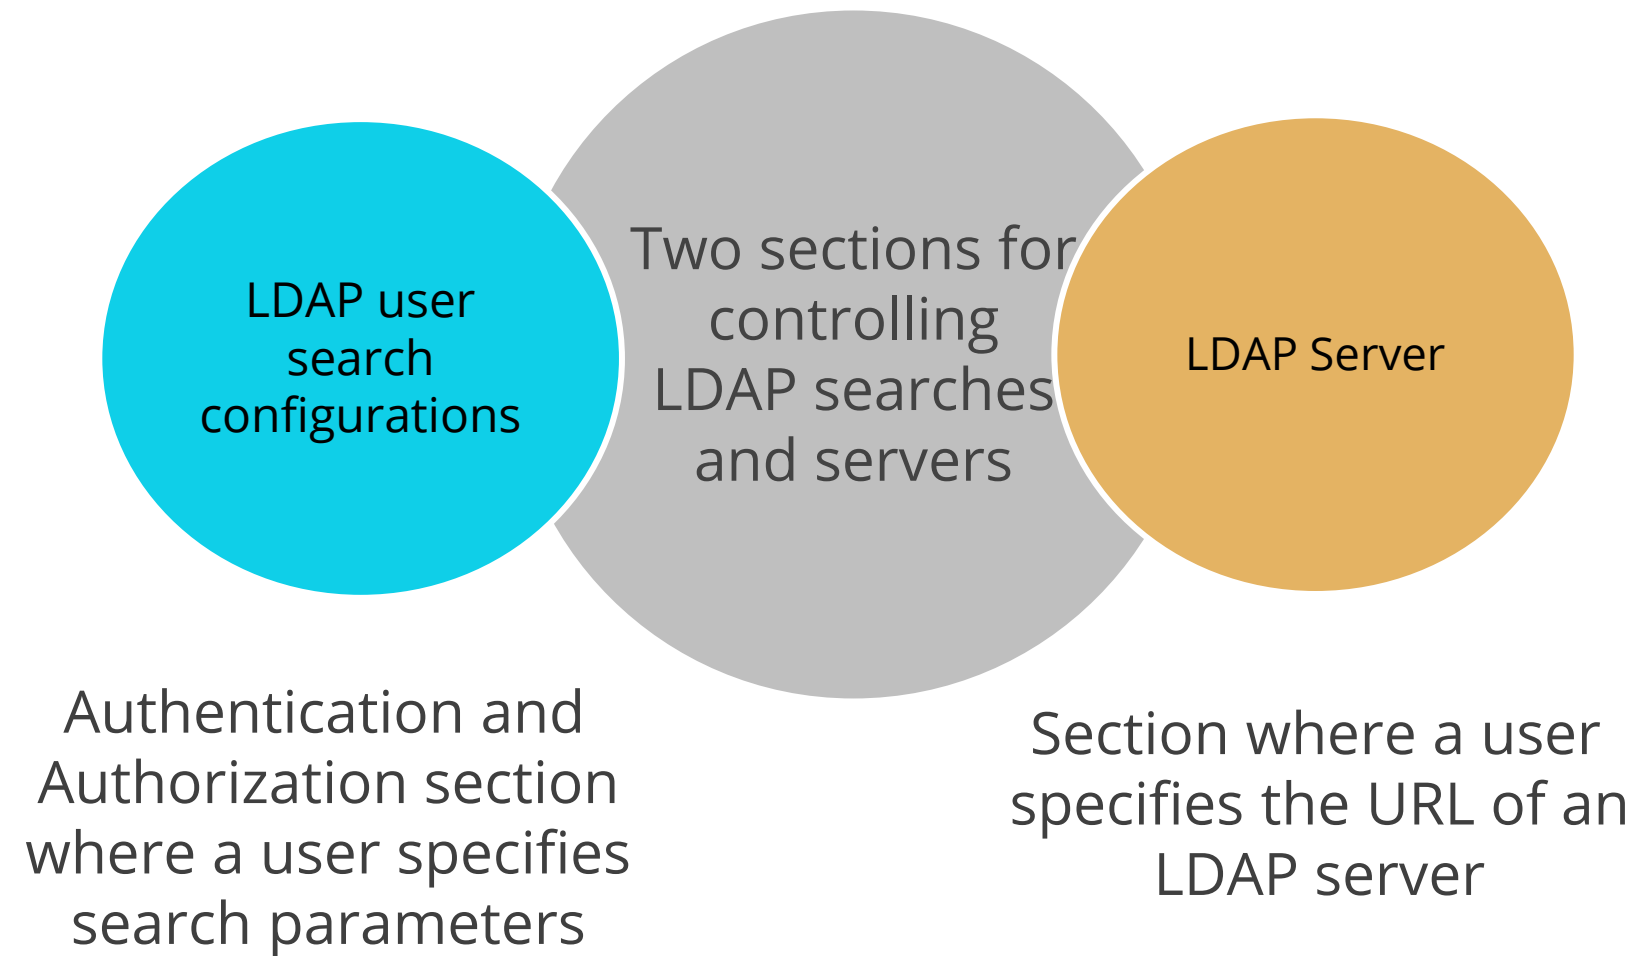 Two sections for
controlling
LDAP searches
and servers
LDAP user
search
configurations
LDAP Server
Authentication and
Authorization section
where a user specifies
search parameters
Section where a user
specifies the URL of an
LDAP server